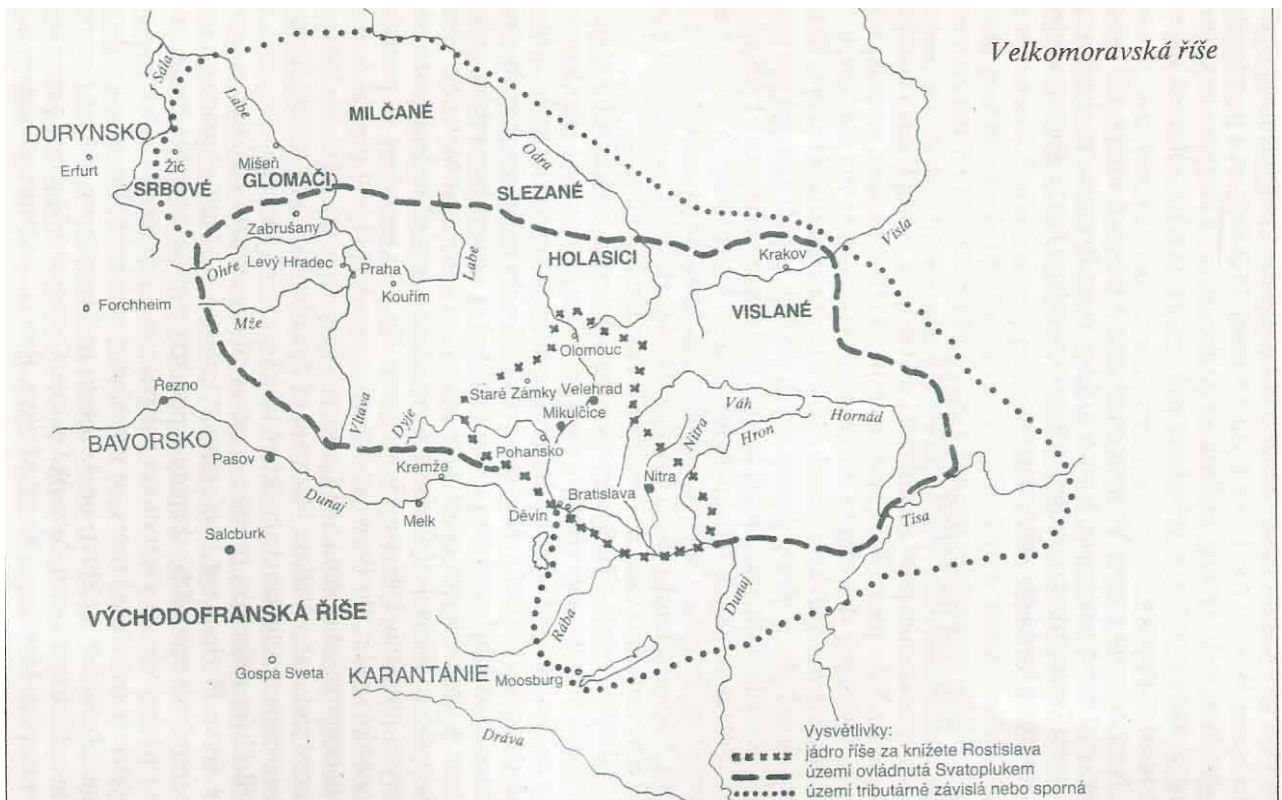 Velkomoravská říše
Sála
Labe
MILČANÉ
DURYNSKO
Erfurt
Žič
Mišeň
Odra
SRBOVÉ
GLOMAČI
SLEZANÉ
Zabrušany
Visla
HOLASICI
Ohře
Levý Hradec
Praha
Labe
Krakov
Kouřim
Forchheim
Mže
VISLANÉ
Olomouc
Řezno
Staré Zámky
Velehrad
Váh
Hornád
Vltava
Dyje
Mikulčice
Nitra
Hron
BAVORSKO
Pasov
Pohansko
Kremže
Nitra
Dunaj
Melk
Bratislava
Děvín
Tisa
Salcburk
VÝCHODOFRANSKÁ ŘÍŠE
Rába
Dunaj
Gospa Sveta
KARANTÁNIE
Moosburg
Dráva
Vysvětlivky:
jádro říše za knížete Rostislava
území ovládnutá Svatoplukem
území tributárně závislá nebo sporná